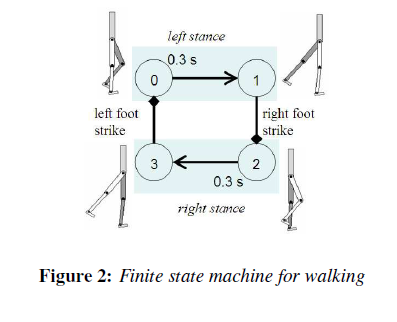 left stance
0.3 s
0
1
left foot
strike
right foot
strike
3
2
0.3 s
right stance
Figure 2: Finite state machine for walking